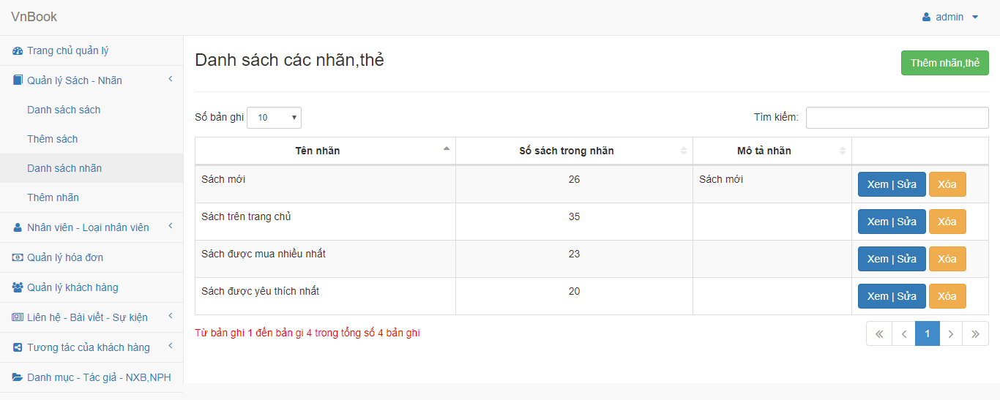 VnBook
admin
Trang chủ quản lý
Quản lý Sách - Nhãn
Danh sách sách
Thêm sách
Danh sách nhãn
Thêm nhãn
Nhân viên - Loại nhân viên
Quản lý hóa đơn
Quản lý khách hàng
Liên hệ - Bài viết - Sự kiện
Tương tác của khách hàng
Danh mục - Tác giả - NXB,NPH
Danh sách các nhãn,thẻ
Thêm nhãn,thẻ
Số bản ghi 10
Tìm kiếm:
Tên nhãn Số sách trong nhãn Mô tả nhãn
Sách mới 26 Sách mới Xem | Sửa Xóa
Sách trên trang chủ 35 Xem | Sửa Xóa
Sách được mua nhiều nhất 23 Xem | Sửa Xóa
Sách được yêu thích nhất 20 Xem | Sửa Xóa
Từ bản ghi 1 đến bản gi 4 trong tổng số 4 bản ghi
1